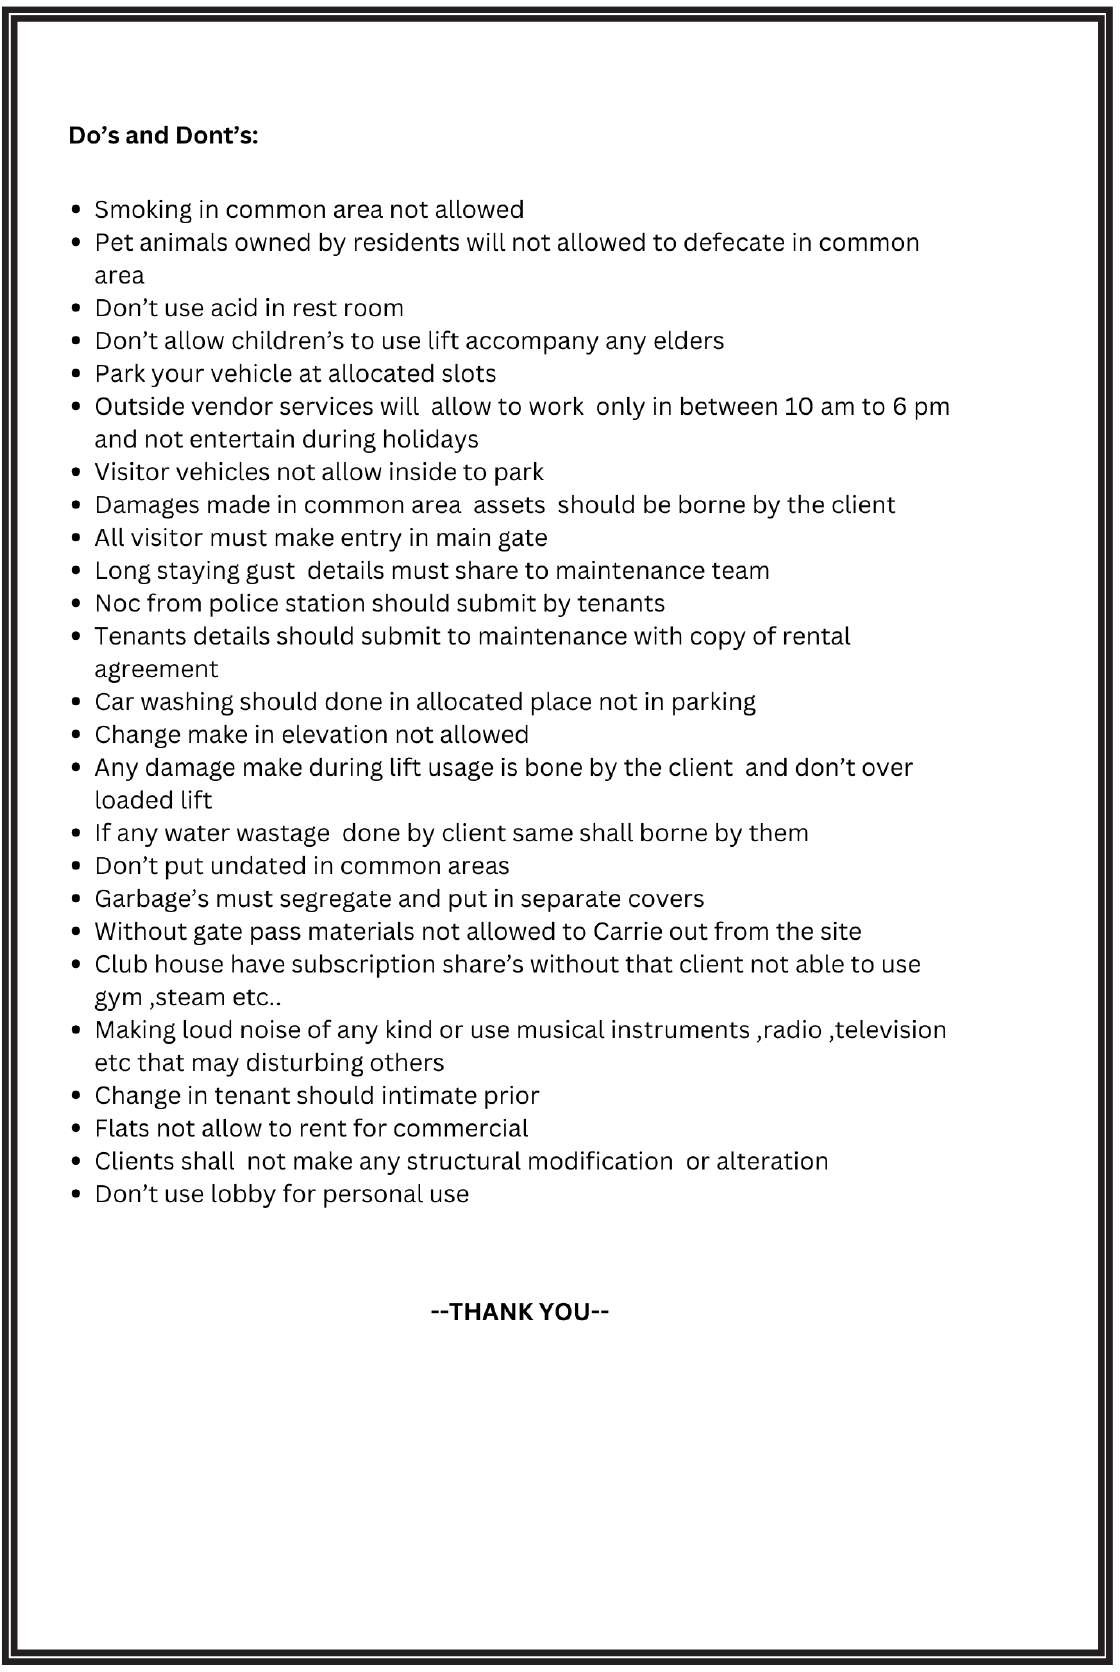 Do’s and Dont’s:
• Smoking in common area not allowed
• Pet animals owned by residents will not allowed to defecate in common
area
• Don’t use acid in rest room
• Don’t allow children’s to use lift accompany any elders
• Park your vehicle at allocated slots
• Outside vendor services will  allow to work  only in between 10 am to 6 pm
and not entertain during holidays
• Visitor vehicles not allow inside to park
• Damages made in common area  assets  should be borne by the client
• All visitor must make entry in main gate
• Long staying gust  details must share to maintenance team
• Noc from police station should submit by tenants
• Tenants details should submit to maintenance with copy of rental
agreement
• Car washing should done in allocated place not in parking
• Change make in elevation not allowed
• Any damage make during lift usage is bone by the client  and don’t over
loaded lift
• If any water wastage  done by client same shall borne by them
• Don’t put undated in common areas
• Garbage’s must segregate and put in separate covers
• Without gate pass materials not allowed to Carrie out from the site
• Club house have subscription share’s without that client not able to use
gym ,steam etc..
• Making loud noise of any kind or use musical instruments ,radio ,television
etc that may disturbing others
• Change in tenant should intimate prior
• Flats not allow to rent for commercial
• Clients shall  not make any structural modification  or alteration
• Don’t use lobby for personal use
--THANK YOU--